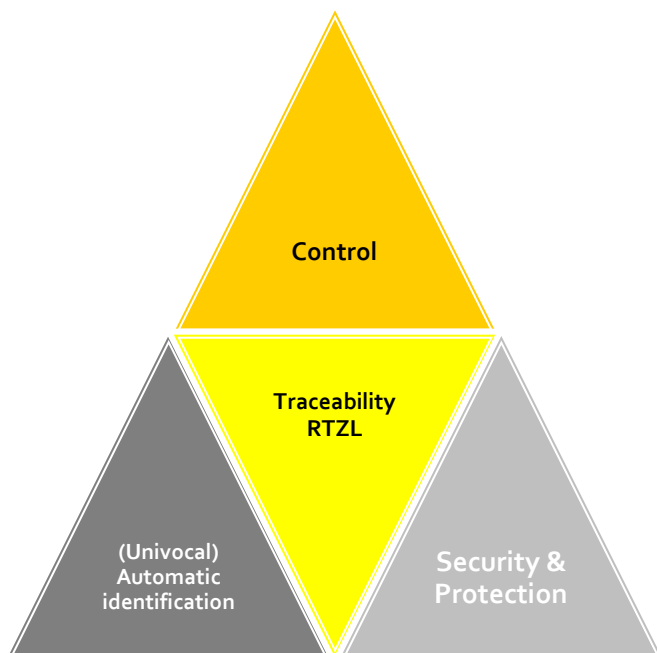 Control
Traceability
RTZL
(Univocal)
Automatic
identification
Security &
Protection